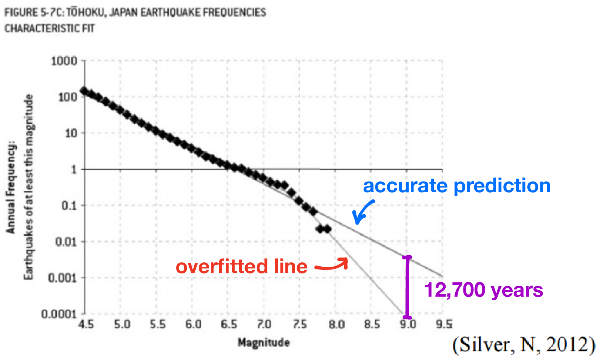 FIGURE 5-7C: TŌHOKU, JAPAN EARTHQUAKE FREQUENCIES
CHARACTERISTIC FIT
Annual Frequency:
Earthquakes of at least this magnitude
1000
100
10
1
0.1
0.01
0.001
0.0001
accurate prediction
overfitted line
12,700 years
4.5 5.0 5.5 6.0 6.5 7.0 7.5 8.0 8.5 9.0 9.5
Magnitude
(Silver, N, 2012)